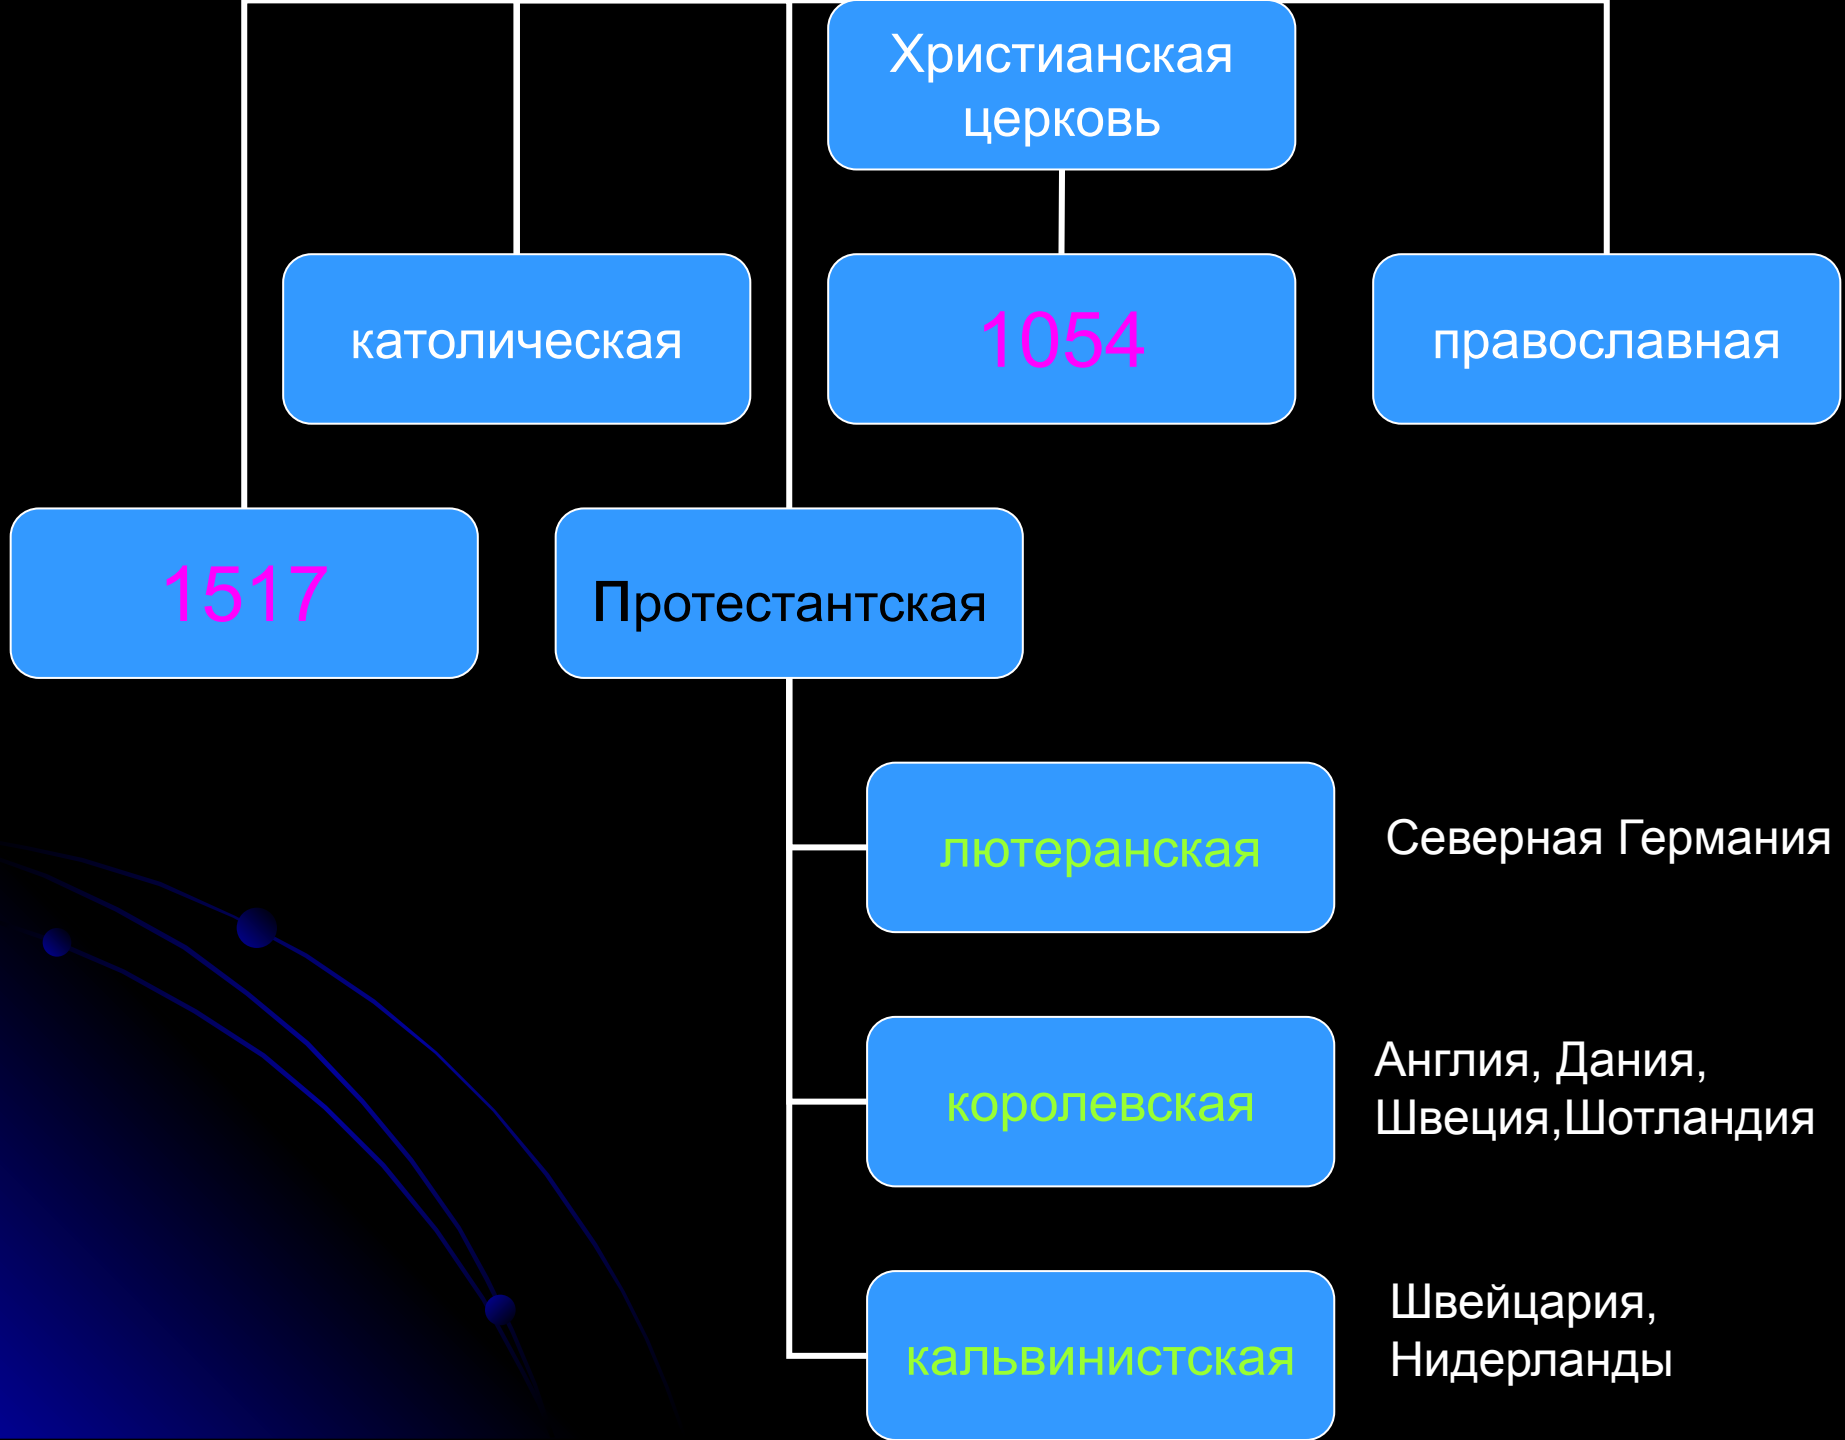 Христианская
церковь
католическая
1054
православная
1517
Протестантская
лютеранская
Северная Германия
королевская
Англия, Дания,
Швеция,Шотландия
кальвинистская
Швейцария,
Нидерланды